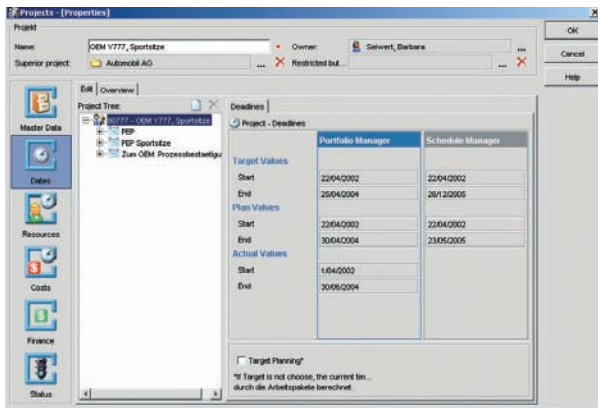 Projects - [Properties]
Projekt
OK
Name:
OEM V777, Sportsitze
Owner:
Seiwert, Barbara
...
Cancel
Superior project:
Automobil AG
...
Restricted but...
...
Help
Edit
Overview
Project Tree:
Deadlines
00777 - OEM V777, Sportsitze
Project - Deadlines
Master Data
PEP
Portfolio Manager
Schedule Manager
PEP Sportsitze
Zum OEM: Prozessbestaetigu
Target Values
Dates
Start
22/04/2002
22/04/2002
End
25/04/2004
28/12/2005
Plan Values
Resources
Start
22/04/2002
22/04/2002
End
30/04/2004
23/05/2005
Actual Values
Costs
Start
1/04/2002
End
30/06/2004
Finance
Target Planning*
*If Target is not choose, the current tim...
Status
durch die Arbeitspakete berechnet.